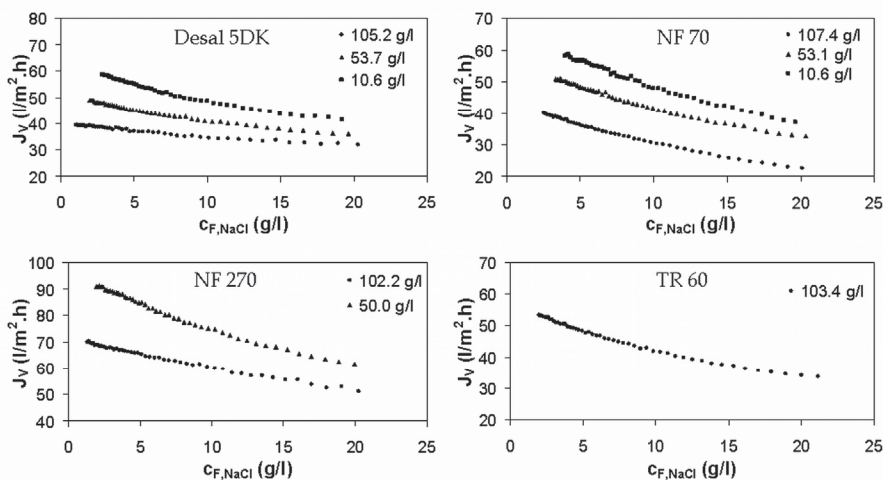 Desal 5DK
105.2 g/l
53.7 g/l
10.6 g/l
Jv (l/m².h)
80
70
60
50
40
30
20
0 5 10 15 20 25
cF,NaCl (g/l)
NF 70
107.4 g/l
53.1 g/l
10.6 g/l
Jv (l/m².h)
70
60
50
40
30
20
0 5 10 15 20 25
cF,NaCl (g/l)
NF 270
102.2 g/l
50.0 g/l
Jv (l/m².h)
100
90
80
70
60
50
40
0 5 10 15 20 25
cF,NaCl (g/l)
TR 60
103.4 g/l
Jv (l/m².h)
70
60
50
40
30
20
0 5 10 15 20 25
cF,NaCl (g/l)